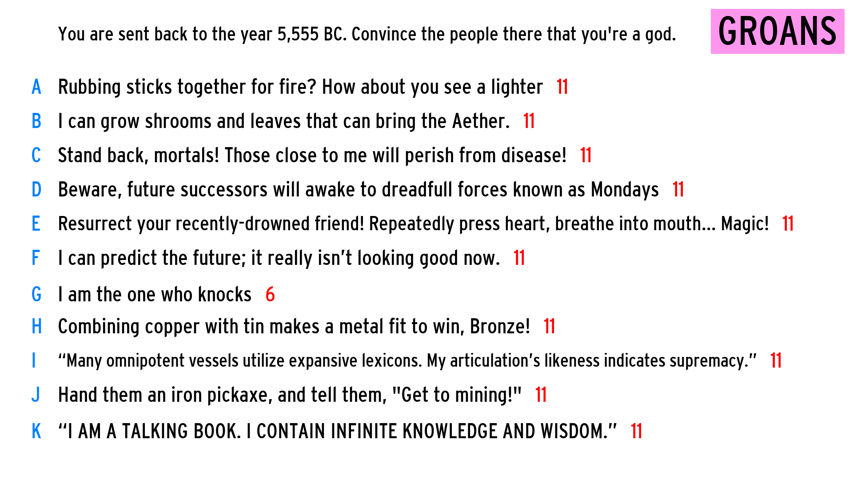 You are sent back to the year 5,555 BC. Convince the people there that you're a god.
GROANS
A Rubbing sticks together for fire? How about you see a lighter 11
B I can grow shrooms and leaves that can bring the Aether. 11
C Stand back, mortals! Those close to me will perish from disease! 11
D Beware, future successors will awake to dreadfull forces known as Mondays 11
E Resurrect your recently-drowned friend! Repeatedly press heart, breathe into mouth... Magic! 11
F I can predict the future; it really isn’t looking good now. 11
G I am the one who knocks 6
H Combining copper with tin makes a metal fit to win, Bronze! 11
I “Many omnipotent vessels utilize expansive lexicons. My articulation’s likeness indicates supremacy.” 11
J Hand them an iron pickaxe, and tell them, "Get to mining!" 11
K “I AM A TALKING BOOK. I CONTAIN INFINITE KNOWLEDGE AND WISDOM.” 11